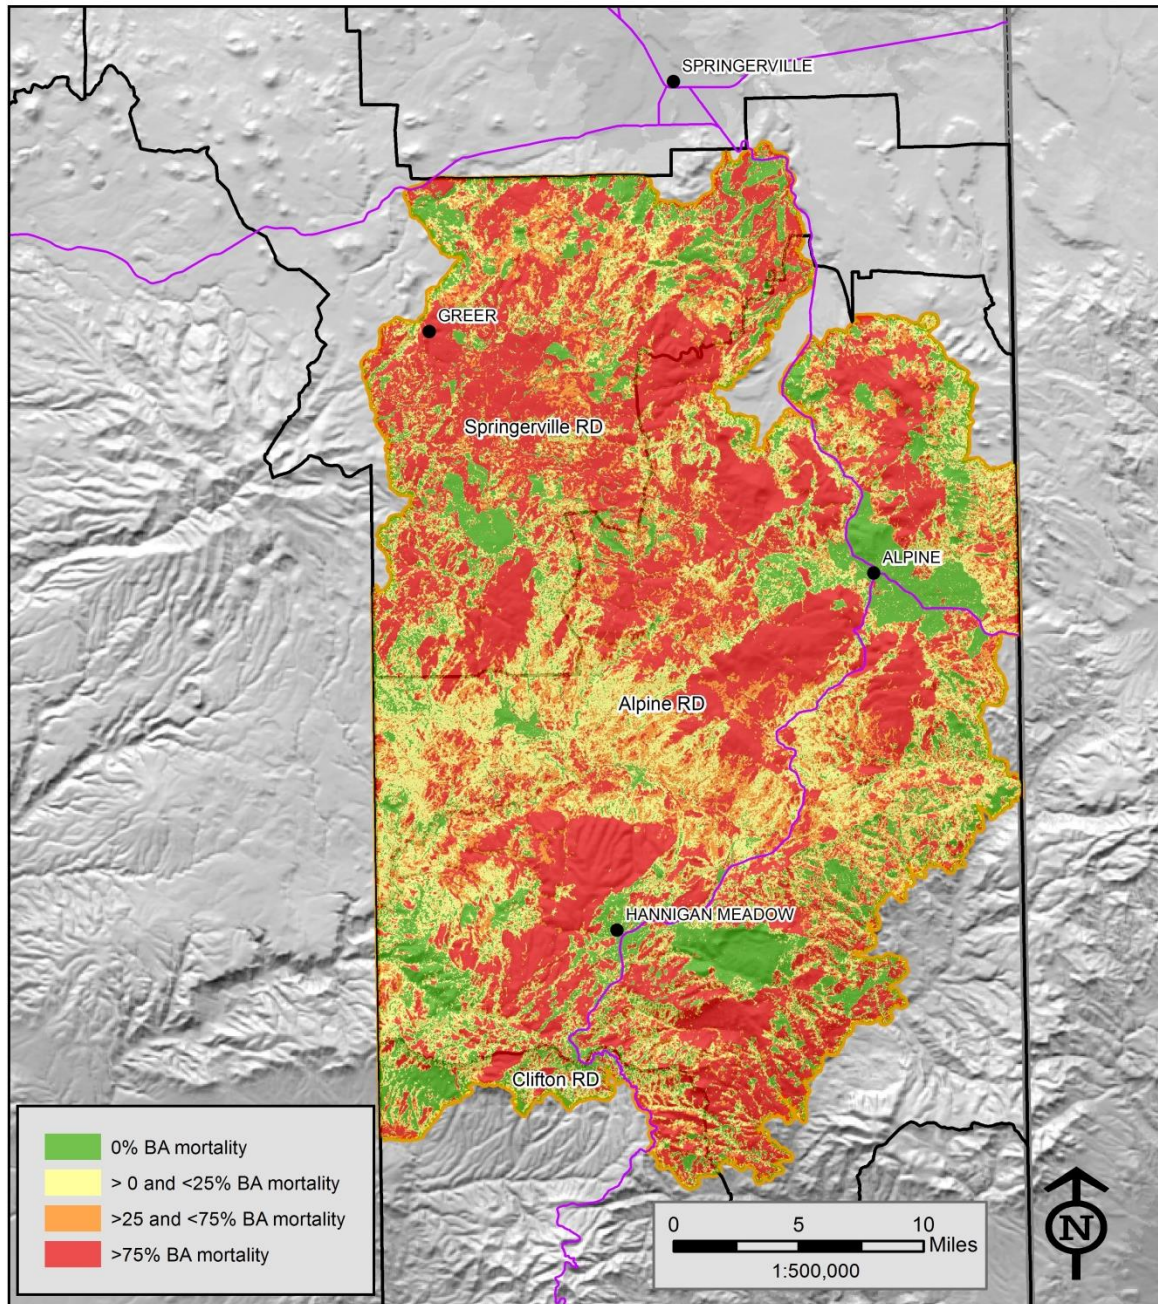 SPRINGERVILLE
GREER
Springerville RD
ALPINE
Alpine RD
HANNIGAN MEADOW
Clifton RD
0% BA mortality
> 0 and <25% BA mortality
>25 and <75% BA mortality
>75% BA mortality
0 5 10
Miles
1:500,000
N